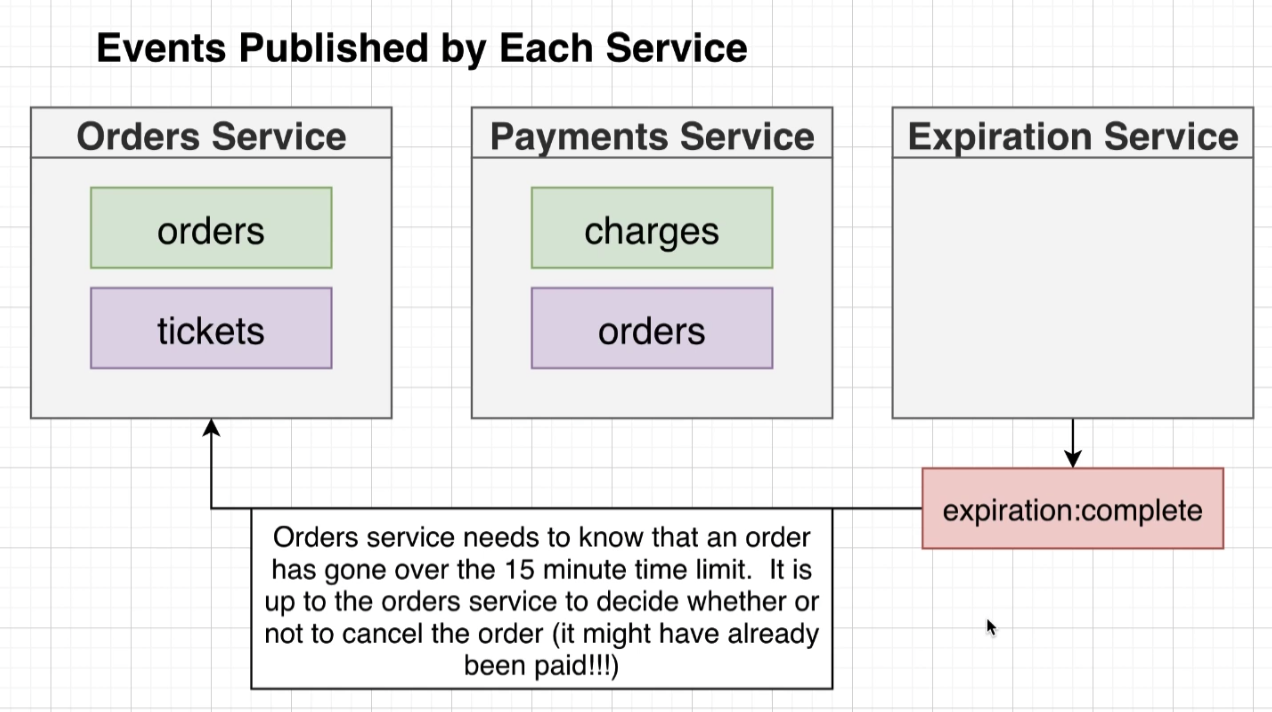 Events Published by Each Service
Orders Service
orders
tickets
Payments Service
charges
orders
Expiration Service
expiration:complete
Orders service needs to know that an order
has gone over the 15 minute time limit.  It is
up to the orders service to decide whether or
not to cancel the order (it might have already
been paid!!!)